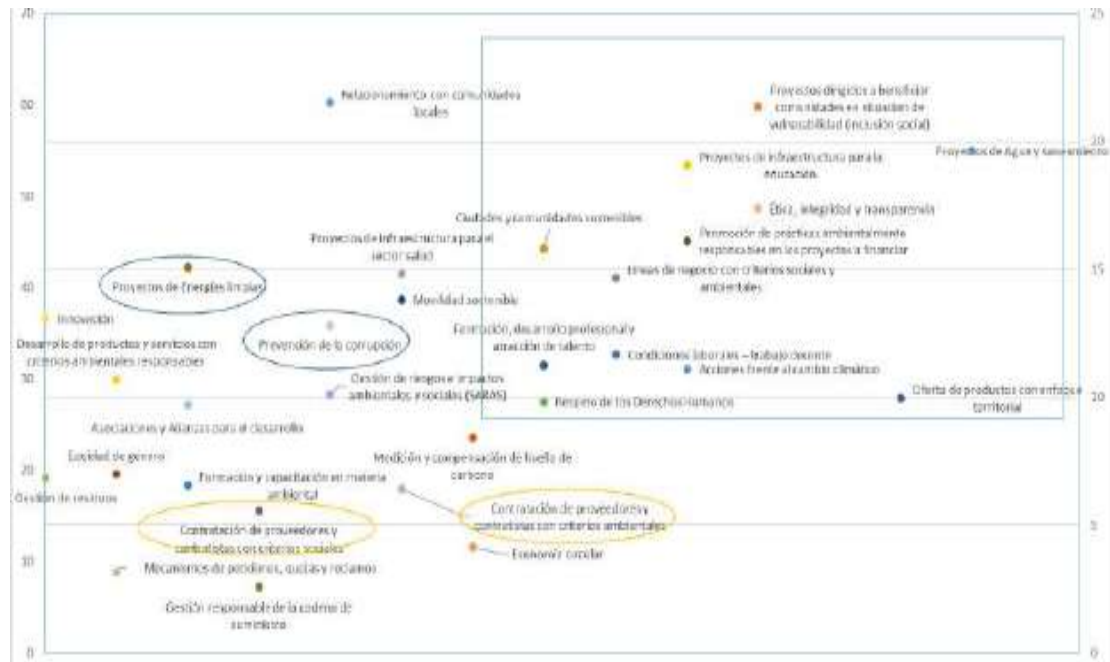 70
25
Relacionamiento con comunidades
locales
Proyectos dirigidos a beneficiar
comunidades en situación de
vulnerabilidad (inclusión social)
60
20
Proyectos de Agua y Saneamiento
Proyectos de infraestructura para la
educación
50
Ética, integridad y transparencia
Ciudades y comunidades sostenibles
Promoción de prácticas ambientalmente
responsables en los proyectos a financiar
Proyectos de infraestructura para el
sector salud
15
Líneas de negocio con criterios sociales y
ambientales
Proyectos de Energías limpias
40
Movilidad sostenible
Innovación
Prevención de la corrupción
Desarrollo de productos y servicios con
criterios ambientales responsables
Formación, desarrollo profesional y
atracción de talento
Condiciones laborales – trabajo decente
Acciones frente al cambio climático
30
Gestión de riesgos e impactos
ambientales y sociales (SARAS)
Respeto de los Derechos Humanos
Oferta de productos con enfoque
territorial
10
Asociaciones y Alianzas para el desarrollo
Equidad de género
Medición y compensación de huella de
carbono
20
Gestión de residuos
Formación y capacitación en materia
ambiental
Contratación de proveedores y
contratistas con criterios ambientales
Contratación de proveedores y
contratistas con criterios sociales
5
Economía circular
10
Mecanismos de peticiones, quejas y reclamos
Gestión responsable de la cadena de
suministro
0
0